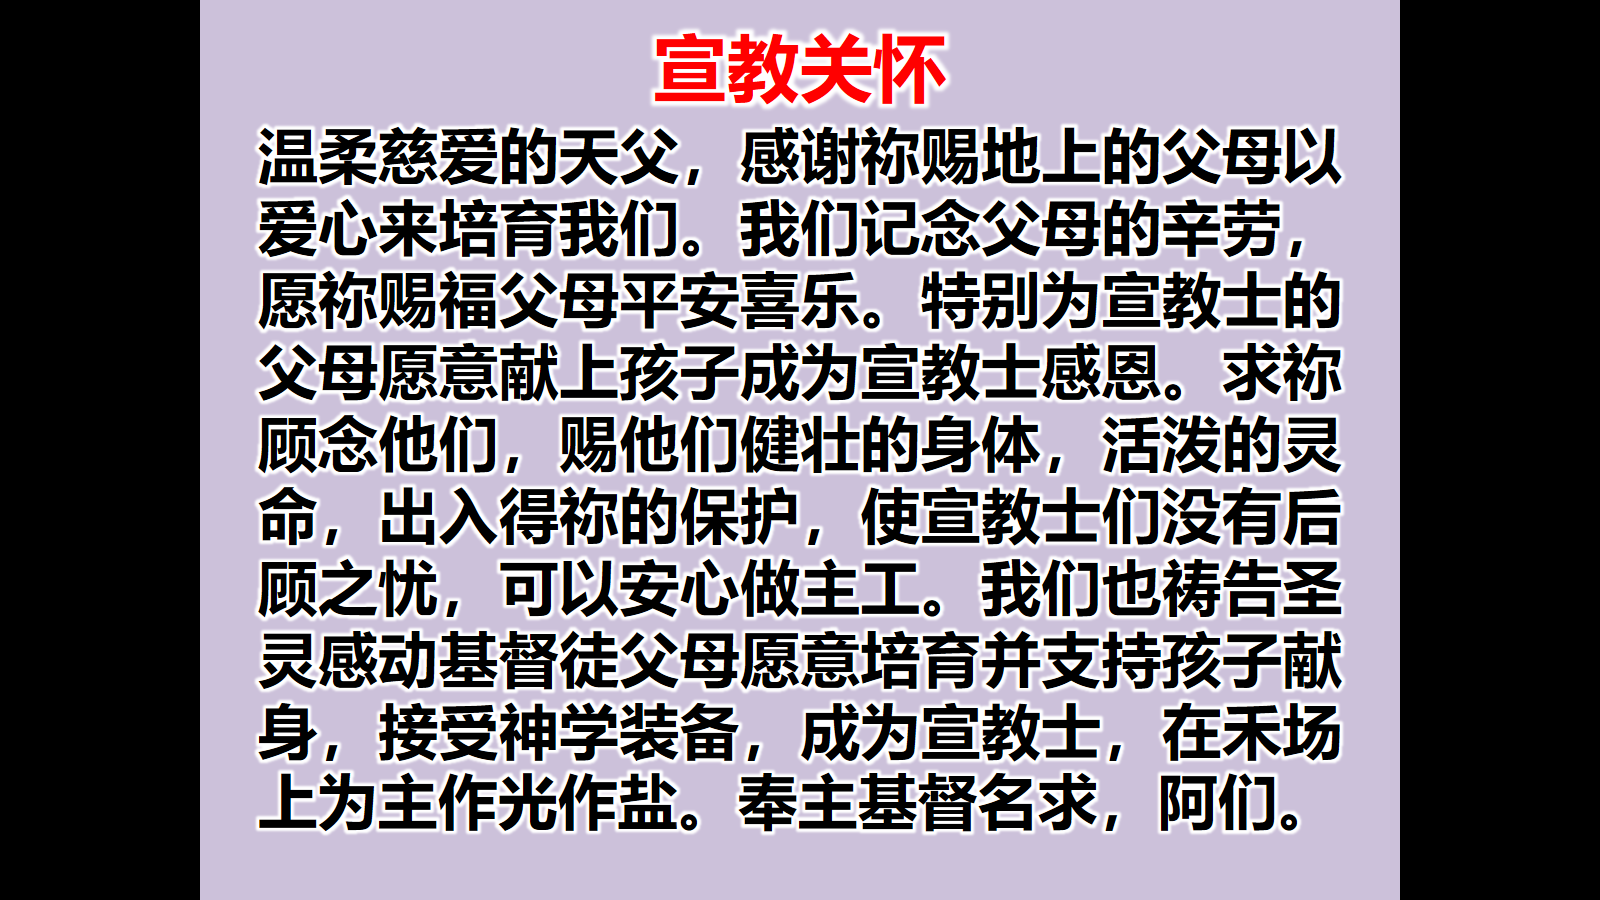 宣教关怀
温柔慈爱的天父，感谢祢赐地上的父母以
爱心来培育我们。我们记念父母的辛劳，
愿祢赐福父母平安喜乐。特别为宣教士的
父母愿意献上孩子成为宣教士感恩。求祢
顾念他们，赐他们健壮的身体，活泼的灵
命，出入得祢的保护，使宣教士们没有后
顾之忧，可以安心做主工。我们也祷告圣
灵感动基督徒父母愿意培育并支持孩子献
身，接受神学装备，成为宣教士，在禾场
上为主作光作盐。奉主基督名求，阿们。